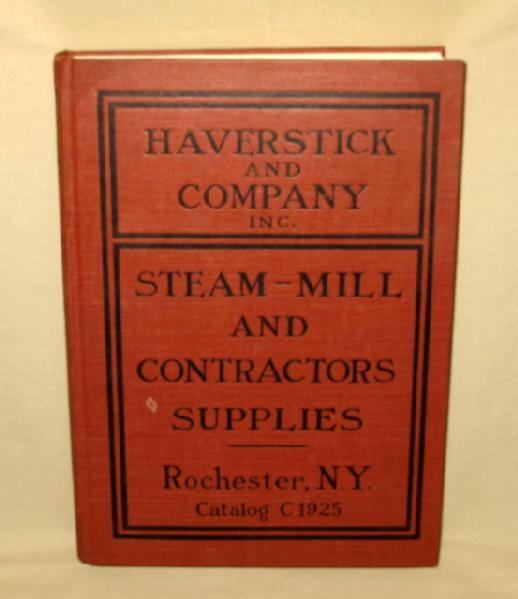 HAVERSTICK
AND
COMPANY
INC.
STEAM-MILL
AND
CONTRACTORS
SUPPLIES
Rochester, N.Y.
Catalog C1925